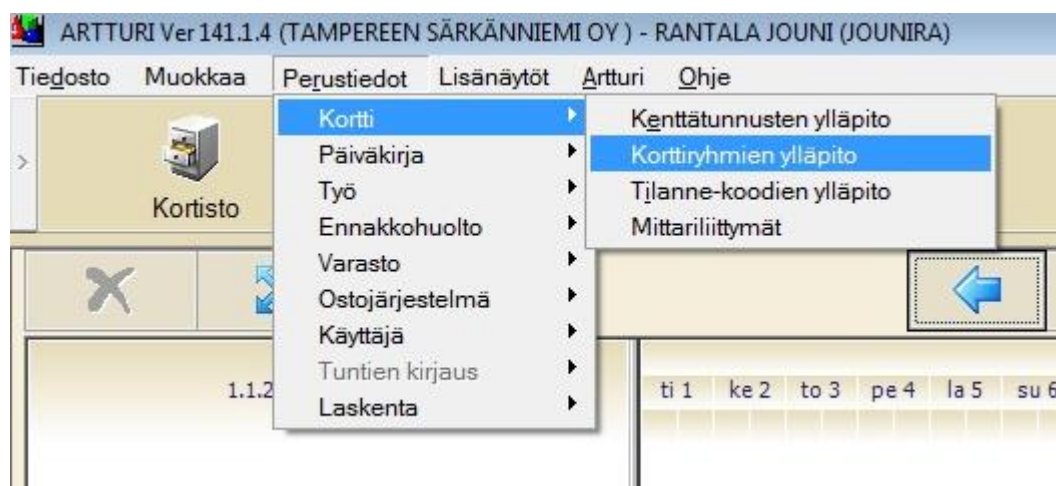 ARTTURI Ver 141.1.4 (TAMPEREEN SÄRKÄNNIEMI OY ) - RANTALA JOUNI (JOUNIRA)
Tiedosto Muokkaa Perustiedot Lisänäytöt Artturi Ohje
Kortti
Päiväkirja
Työ
Ennakkohuolto
Varasto
Ostojärjestelmä
Käyttäjä
Tuntien kirjaus
Laskenta
Kenttätunnusten ylläpito
Korttiryhmien ylläpito
Tilanne-koodien ylläpito
Mittariliittymät
Kortisto
1.1.2
ti 1 ke 2 to 3 pe 4 la 5 su 6